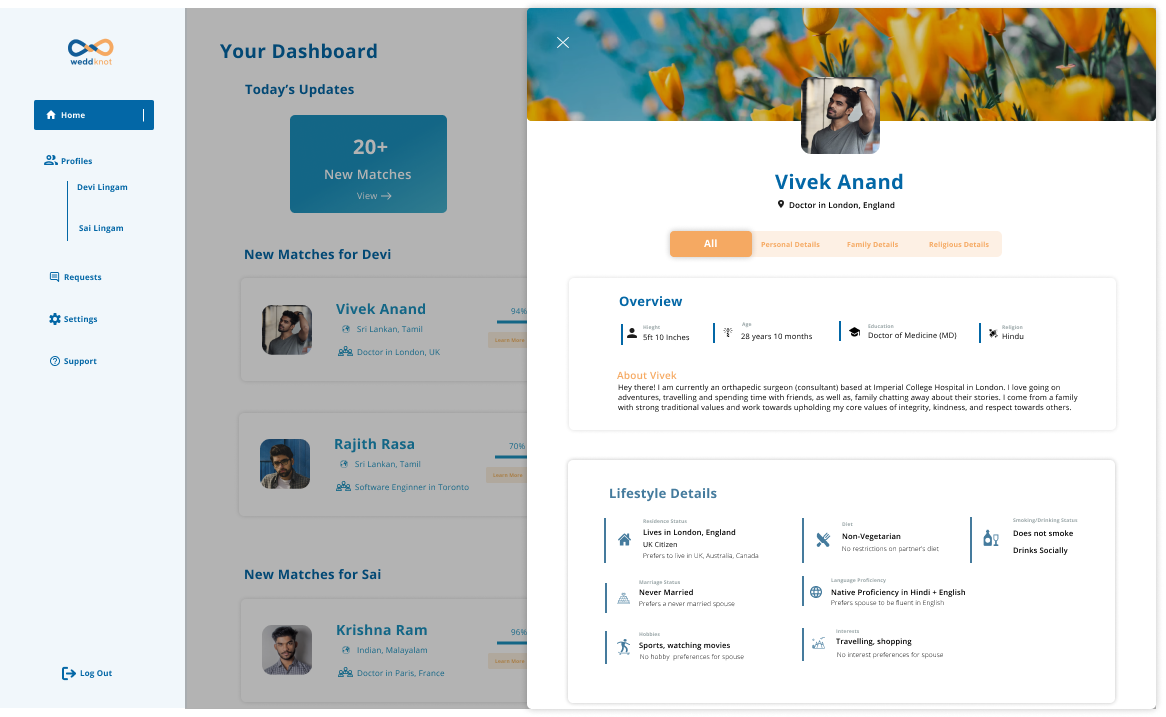 weddknot
Home
Profiles
Devi Lingam
Sai Lingam
Requests
Settings
Support
Log Out
Your Dashboard
Today's Updates
20+
New Matches
View
New Matches for Devi
Vivek Anand
94%
Sri Lankan, Tamil
Learn More
Doctor in London, UK
Rajith Rasa
70%
Sri Lankan, Tamil
Learn More
Software Enginner in Toronto
New Matches for Sai
Krishna Ram
96%
Indian, Malayalam
Learn More
Doctor in Paris, France
Vivek Anand
Doctor in London, England
All
Personal Details
Family Details
Religious Details
Overview
Hieght
5ft 10 Inches
Age
28 years 10 months
Education
Doctor of Medicine (MD)
Religion
Hindu
About Vivek
Hey there! I am currently an orthapedic surgeon (consultant) based at Imperial College Hospital in London. I love going on
adventures, travelling and spending time with friends, as well as, family chatting away about their stories. I come from a family
with strong traditional values and work towards upholding my core values of integrity, kindness, and respect towards others.
Lifestyle Details
Residence Status
Lives in London, England
UK Citizen
Prefers to live in UK, Australia, Canada
Diet
Non-Vegetarian
No restrictions on partner's diet
Smoking/Drinking Status
Does not smoke
Drinks Socially
Marriage Status
Never Married
Prefers a never married spouse
Language Proficiency
Native Proficiency in Hindi + English
Prefers spouse to be fluent in English
Hobbies
Sports, watching movies
No hobby preferences for spouse
Interests
Travelling, shopping
No interest preferences for spouse